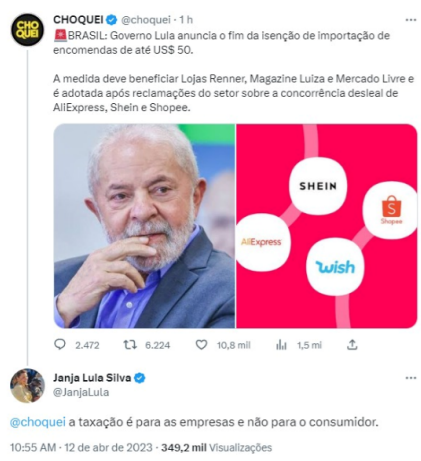 CHO
QUEI
CHOQUEI @choquei · 1 h
🚨BRASIL: Governo Lula anuncia o fim da isenção de importação de
encomendas de até US$ 50.
A medida deve beneficiar Lojas Renner, Magazine Luiza e Mercado Livre e
é adotada após reclamações do setor sobre a concorrência desleal de
AliExpress, Shein e Shopee.
SHEIN
Shopee
AliExpress
wish
2.472 6.224 10,8 mil 1,5 mi
Janja Lula Silva
@JanjaLula
@choquei a taxação é para as empresas e não para o consumidor.
10:55 AM · 12 de abr de 2023 · 349,2 mil Visualizações